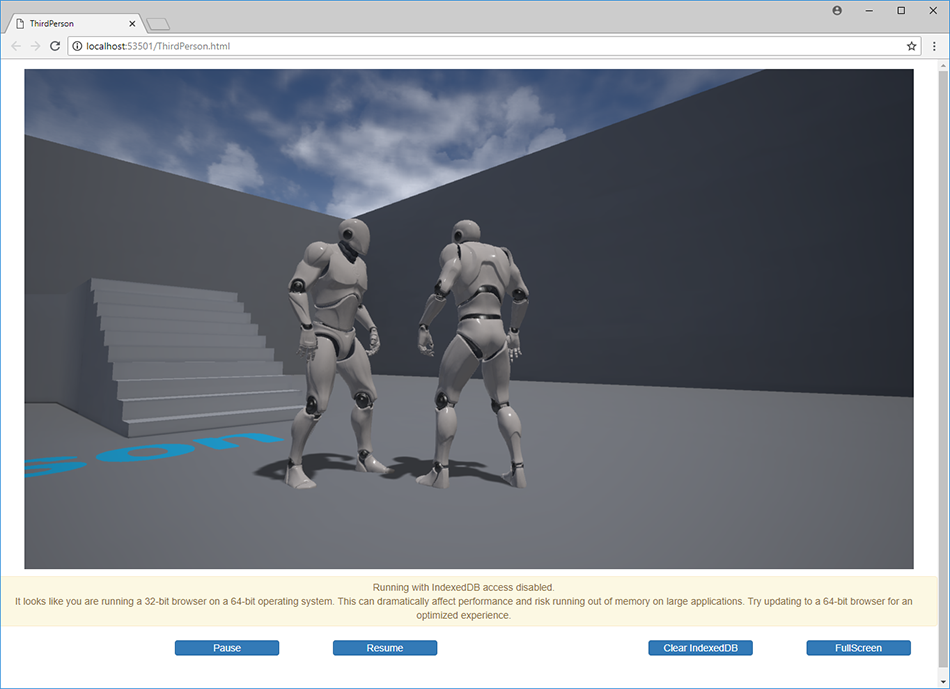 ThirdPerson
localhost:53501/ThirdPerson.html
son
Running with IndexedDB access disabled.
It looks like you are running a 32-bit browser on a 64-bit operating system. This can dramatically affect performance and risk running out of memory on large applications. Try updating to a 64-bit browser for an
optimized experience.
Pause Resume Clear IndexedDB FullScreen